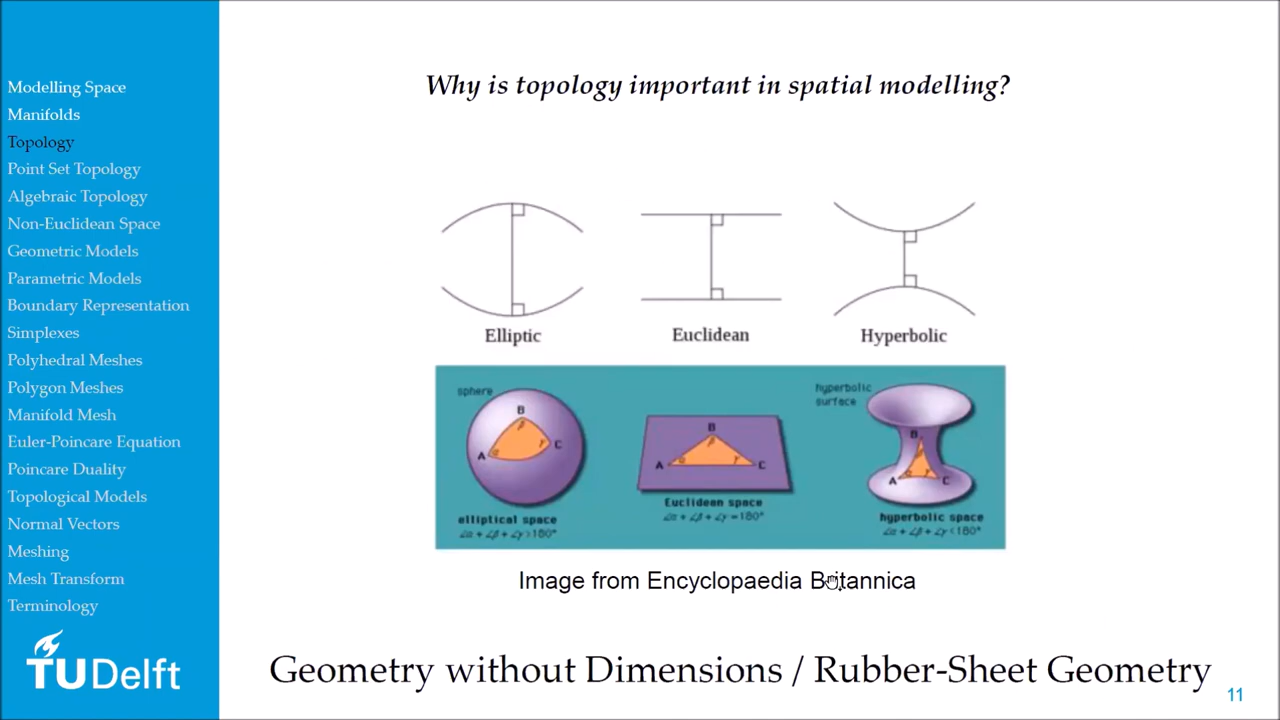 Modelling Space
Manifolds
Topology
Point Set Topology
Algebraic Topology
Non-Euclidean Space
Geometric Models
Parametric Models
Boundary Representation
Simplexes
Polyhedral Meshes
Polygon Meshes
Manifold Mesh
Euler-Poincare Equation
Poincare Duality
Topological Models
Normal Vectors
Meshing
Mesh Transform
Terminology
TUDelft
Why is topology important in spatial modelling?
Elliptic
Euclidean
Hyperbolic
sphere
B
β
A
α
γ
C
elliptical space
∠α + ∠β + ∠γ > 180°
B
β
A
α
γ
C
Euclidean space
∠α + ∠β + ∠γ = 180°
hyperbolic
surface
B
β
A
α
γ
C
hyperbolic space
∠α + ∠β + ∠γ < 180°
Image from Encyclopaedia Britannica
Geometry without Dimensions / Rubber-Sheet Geometry
11